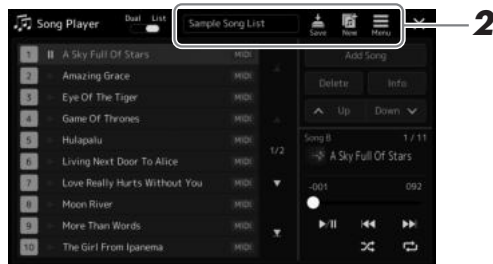 Song Player
Dual List
Sample Song List
Save
New
Menu
2
1 A Sky Full Of Stars MIDI
2 Amazing Grace MIDI
3 Eye Of The Tiger MIDI
4 Game Of Thrones MIDI
5 Hulapalu MIDI
6 Living Next Door To Alice MIDI
7 Love Really Hurts Without You MIDI
8 Moon River MIDI
9 More Than Words MIDI
10 The Girl From Ipanema MIDI
1/2
Add Song
Delete Info
Up Down
Song B 1 / 11
A Sky Full Of Stars
-001 092